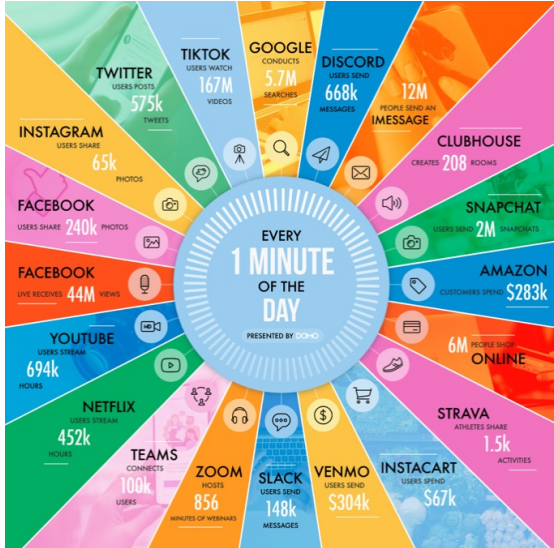 EVERY
1 MINUTE
OF THE
DAY
PRESENTED BY DOMO
GOOGLE
CONDUCTS
5.7M
SEARCHES
DISCORD
USERS SEND
668k
MESSAGES
12M
PEOPLE SEND AN
IMESSAGE
CLUBHOUSE
CREATES 208 ROOMS
SNAPCHAT
USERS SEND 2M SNAPCHATS
AMAZON
CUSTOMERS SPEND $283k
6M PEOPLE SHOP
ONLINE
STRAVA
ATHLETES SHARE
1.5k
ACTIVITIES
INSTACART
USERS SPEND
$67k
VENMO
USERS SEND
$304k
SLACK
USERS SEND
148k
MESSAGES
ZOOM
HOSTS
856
MINUTES OF WEBINARS
TEAMS
CONNECTS
100k
USERS
NETFLIX
USERS STREAM
452k
HOURS
YOUTUBE
USERS STREAM
694k
HOURS
HD
FACEBOOK
LIVE RECEIVES 44M VIEWS
FACEBOOK
USERS SHARE 240k PHOTOS
INSTAGRAM
USERS SHARE
65k
PHOTOS
TWITTER
USERS POSTS
575k
TWEETS
TIKTOK
USERS WATCH
167M
VIDEOS